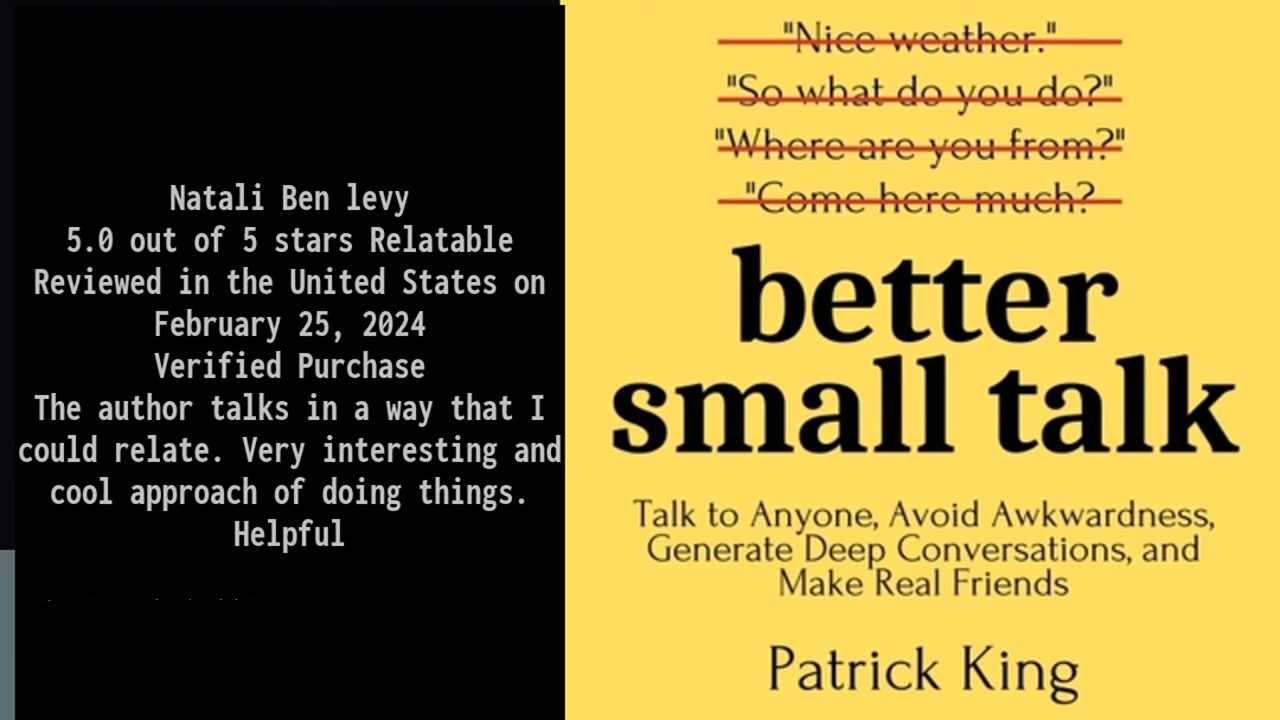 Natali Ben levy
5.0 out of 5 stars Relatable
Reviewed in the United States on
February 25, 2024
Verified Purchase
The author talks in a way that I
could relate. Very interesting and
cool approach of doing things.
Helpful
"Nice weather."
"So what do you do?"
"Where are you from?"
"Come here much?
better
small talk
Talk to Anyone, Avoid Awkwardness,
Generate Deep Conversations, and
Make Real Friends
Patrick King